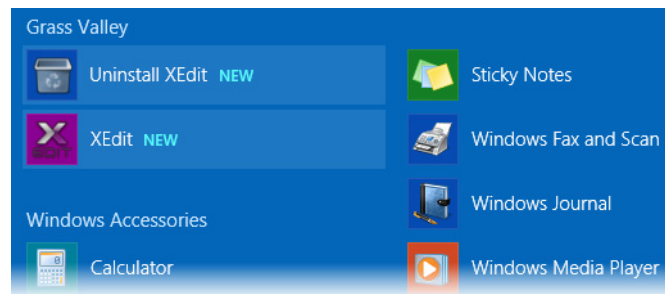 Grass Valley
Uninstall XEdit NEW
XEdit NEW
X EDIT
Windows Accessories
Calculator
Sticky Notes
Windows Fax and Scan
Windows Journal
Windows Media Player